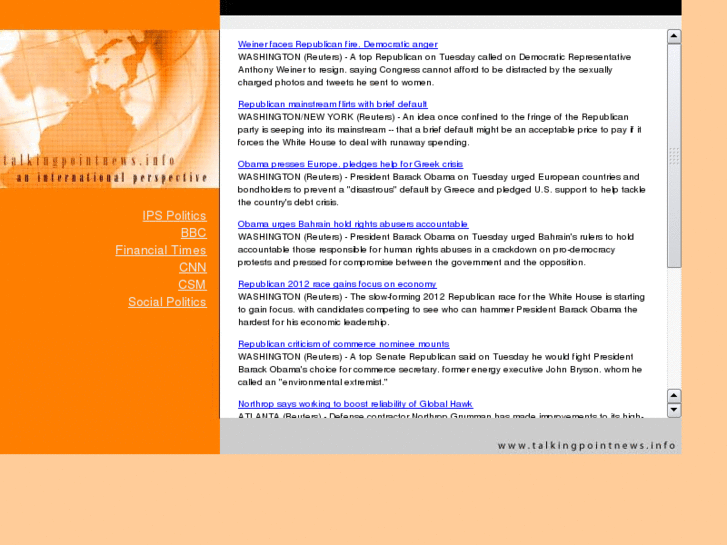 talkingpointnews.info
an international perspective
IPS Politics
BBC
Financial Times
CNN
CSM
Social Politics
Weiner faces Republican fire, Democratic anger
WASHINGTON (Reuters) - A top Republican on Tuesday called on Democratic Representative
Anthony Weiner to resign, saying Congress cannot afford to be distracted by the sexually
charged photos and tweets he sent to women.
Republican mainstream flirts with brief default
WASHINGTON/NEW YORK (Reuters) - An idea once confined to the fringe of the Republican
party is seeping into its mainstream -- that a brief default might be an acceptable price to pay if it
forces the White House to deal with runaway spending.
Obama presses Europe, pledges help for Greek crisis
WASHINGTON (Reuters) - President Barack Obama on Tuesday urged European countries and
bondholders to prevent a "disastrous" default by Greece and pledged U.S. support to help tackle
the country's debt crisis.
Obama urges Bahrain hold rights abusers accountable
WASHINGTON (Reuters) - President Barack Obama on Tuesday urged Bahrain's rulers to hold
accountable those responsible for human rights abuses in a crackdown on pro-democracy
protests and pressed for compromise between the government and the opposition.
Republican 2012 race gains focus on economy
WASHINGTON (Reuters) - The slow-forming 2012 Republican race for the White House is starting
to gain focus, with candidates competing to see who can hammer President Barack Obama
the hardest for his economic leadership.
Republican criticism of commerce nominee mounts
WASHINGTON (Reuters) - A top Senate Republican said on Tuesday he would fight President
Barack Obama's choice for commerce secretary, former energy executive John Bryson, whom he
called an "environmental extremist."
Northrop says working to boost reliability of Global Hawk
ATLANTA (Reuters) - Defense contractor Northrop Grumman has made improvements to its high-
www.talkingpointnews.info